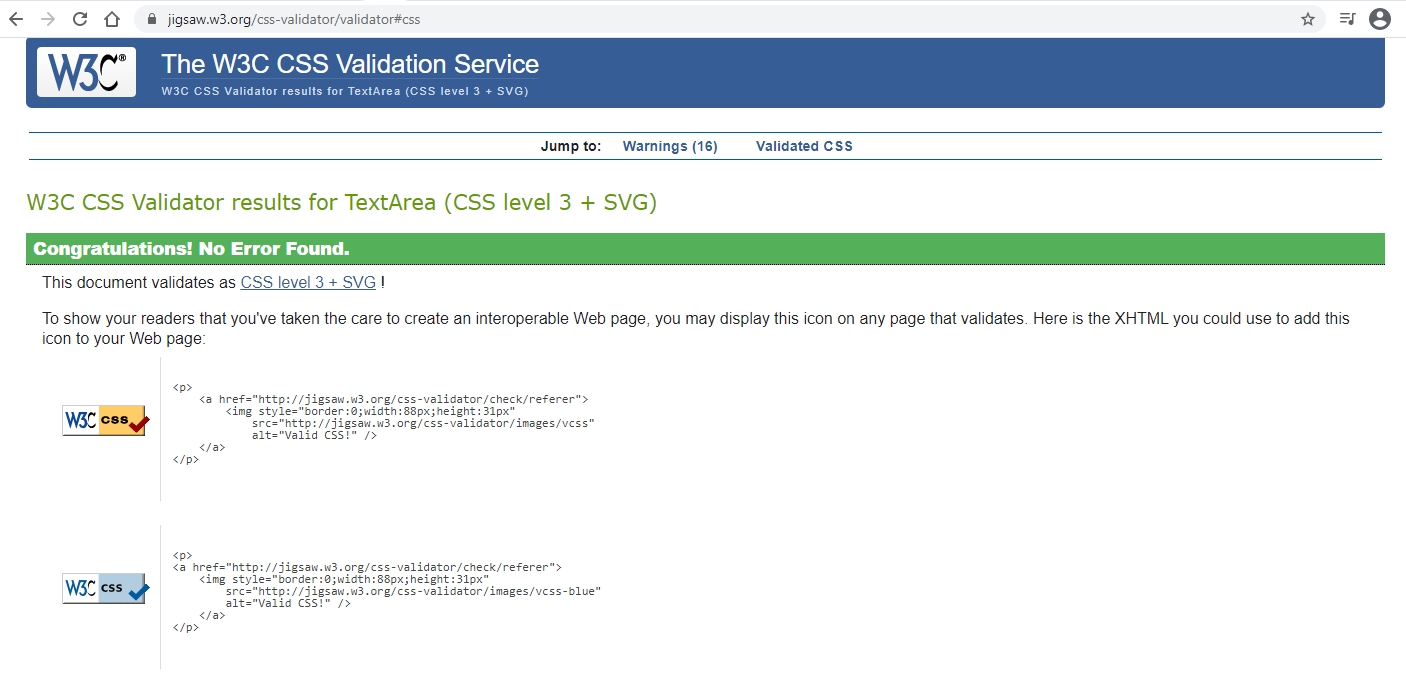 jigsaw.w3.org/css-validator/validator#css
W3C®
The W3C CSS Validation Service
W3C CSS Validator results for TextArea (CSS level 3 + SVG)
Jump to: Warnings (16) Validated CSS
W3C CSS Validator results for TextArea (CSS level 3 + SVG)
Congratulations! No Error Found.
This document validates as CSS level 3 + SVG !
To show your readers that you've taken the care to create an interoperable Web page, you may display this icon on any page that validates. Here is the XHTML you could use to add this
icon to your Web page:
W3C css
<p>
    <a href="http://jigsaw.w3.org/css-validator/check/referer">
        <img style="border:0;width:88px;height:31px"
            src="http://jigsaw.w3.org/css-validator/images/vcss"
            alt="Valid CSS!" />
    </a>
</p>
W3C css
<p>
<a href="http://jigsaw.w3.org/css-validator/check/referer">
    <img style="border:0;width:88px;height:31px"
        src="http://jigsaw.w3.org/css-validator/images/vcss-blue"
        alt="Valid CSS!" />
    </a>
</p>